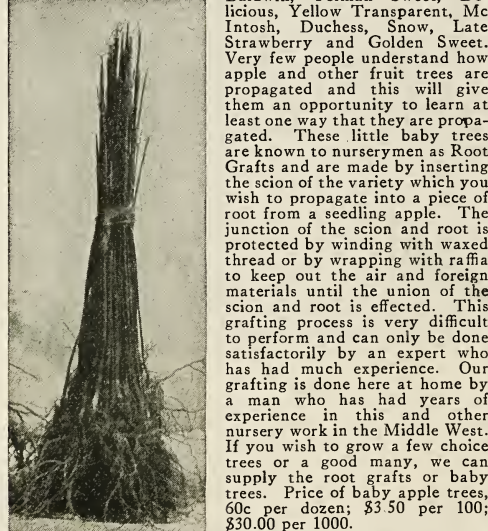 licious, Yellow Transparent, Mc
Intosh, Duchess, Snow, Late
Strawberry and Golden Sweet.
Very few people understand how
apple and other fruit trees are
propagated and this will give
them an opportunity to learn at
least one way that they are propa-
gated. These little baby trees
are known to nurserymen as Root
Grafts and are made by inserting
the scion of the variety which you
wish to propagate into a piece of
root from a seedling apple. The
junction of the scion and root is
protected by winding with waxed
thread or by wrapping with raffia
to keep out the air and foreign
materials until the union of the
scion and root is effected. This
grafting process is very difficult
to perform and can only be done
satisfactorily by an expert who
has had much experience. Our
grafting is done here at home by
a man who has had years of
experience in this and other
nursery work in the Middle West.
If you wish to grow a few choice
trees or a good many, we can
supply the root grafts or baby
trees. Price of baby apple trees,
60c per dozen; $3.50 per 100;
$30.00 per 1000.